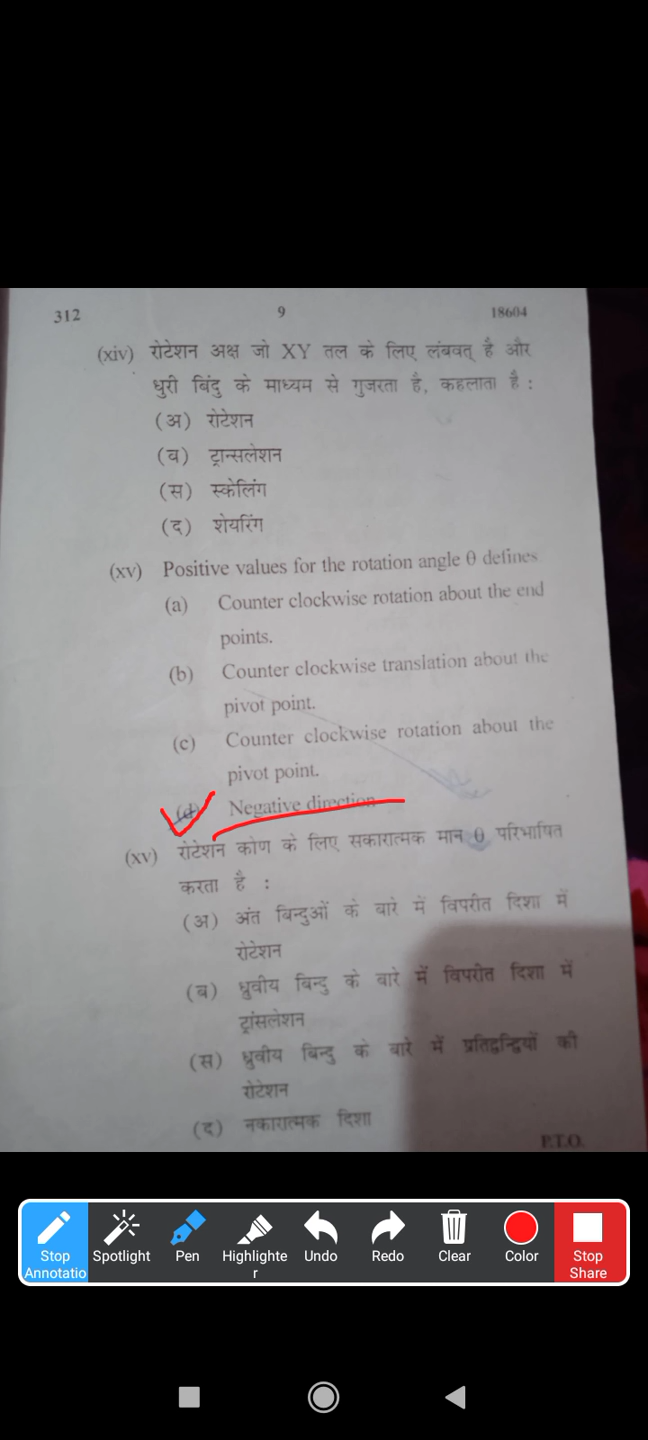 312 9 18604
(xiv) रोटेशन अक्ष जो XY तल के लिए लंबवत् है और
धुरी बिंदु के माध्यम से गुजरता है, कहलाता है :
(अ) रोटेशन
(ब) ट्रान्सलेशन
(स) स्केलिंग
(द) शेयरिंग
(xv) Positive values for the rotation angle θ defines
(a) Counter clockwise rotation about the end
points.
(b) Counter clockwise translation about the
pivot point.
(c) Counter clockwise rotation about the
pivot point.
(d) Negative direction
(xv) रोटेशन कोण के लिए सकारात्मक मान θ परिभाषित
करता है :
(अ) अंत बिन्दुओं के बारे में विपरीत दिशा में
रोटेशन
(ब) ध्रुवीय बिन्दु के बारे में विपरीत दिशा में
ट्रांसलेशन
(स) ध्रुवीय बिन्दु के बारे में प्रतिद्वन्द्वियों की
रोटेशन
(द) नकारात्मक दिशा
P.T.O.
Stop Annotatio
Spotlight
Pen
Highlighte
r
Undo
Redo
Clear
Color
Stop Share